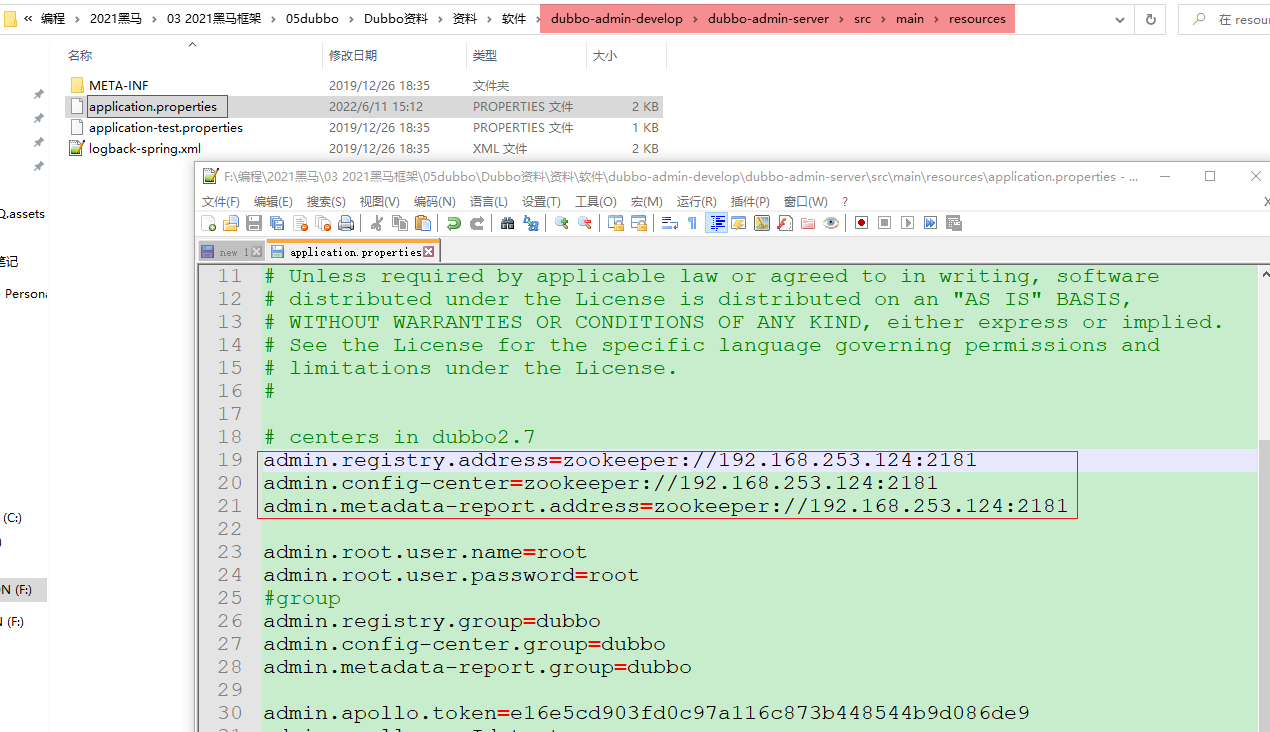 « 编程 › 2021黑马 › 03 2021黑马框架 › 05dubbo › Dubbo资料 › 资料 › 软件 › dubbo-admin-develop › dubbo-admin-server › src › main › resources
在 resour
名称 修改日期 类型 大小
META-INF 2019/12/26 18:35 文件夹
application.properties 2022/6/11 15:12 PROPERTIES 文件 2 KB
application-test.properties 2019/12/26 18:35 PROPERTIES 文件 1 KB
logback-spring.xml 2019/12/26 18:35 XML 文件 2 KB
Q.assets
笔记
Persona
(C:)
N (F:)
(F:)
F:\编程\2021黑马\03 2021黑马框架\05dubbo\Dubbo资料\资料\软件\dubbo-admin-develop\dubbo-admin-server\src\main\resources\application.properties - ...
文件(F) 编辑(E) 搜索(S) 视图(V) 编码(N) 语言(L) 设置(T) 工具(O) 宏(M) 运行(R) 插件(P) 窗口(W) ? X
new 1 application.properties
11 # Unless required by applicable law or agreed to in writing, software
12 # distributed under the License is distributed on an "AS IS" BASIS,
13 # WITHOUT WARRANTIES OR CONDITIONS OF ANY KIND, either express or implied.
14 # See the License for the specific language governing permissions and
15 # limitations under the License.
16 #
17
18 # centers in dubbo2.7
19 admin.registry.address=zookeeper://192.168.253.124:2181
20 admin.config-center=zookeeper://192.168.253.124:2181
21 admin.metadata-report.address=zookeeper://192.168.253.124:2181
22
23 admin.root.user.name=root
24 admin.root.user.password=root
25 #group
26 admin.registry.group=dubbo
27 admin.config-center.group=dubbo
28 admin.metadata-report.group=dubbo
29
30 admin.apollo.token=e16e5cd903fd0c97a116c873b448544b9d086de9